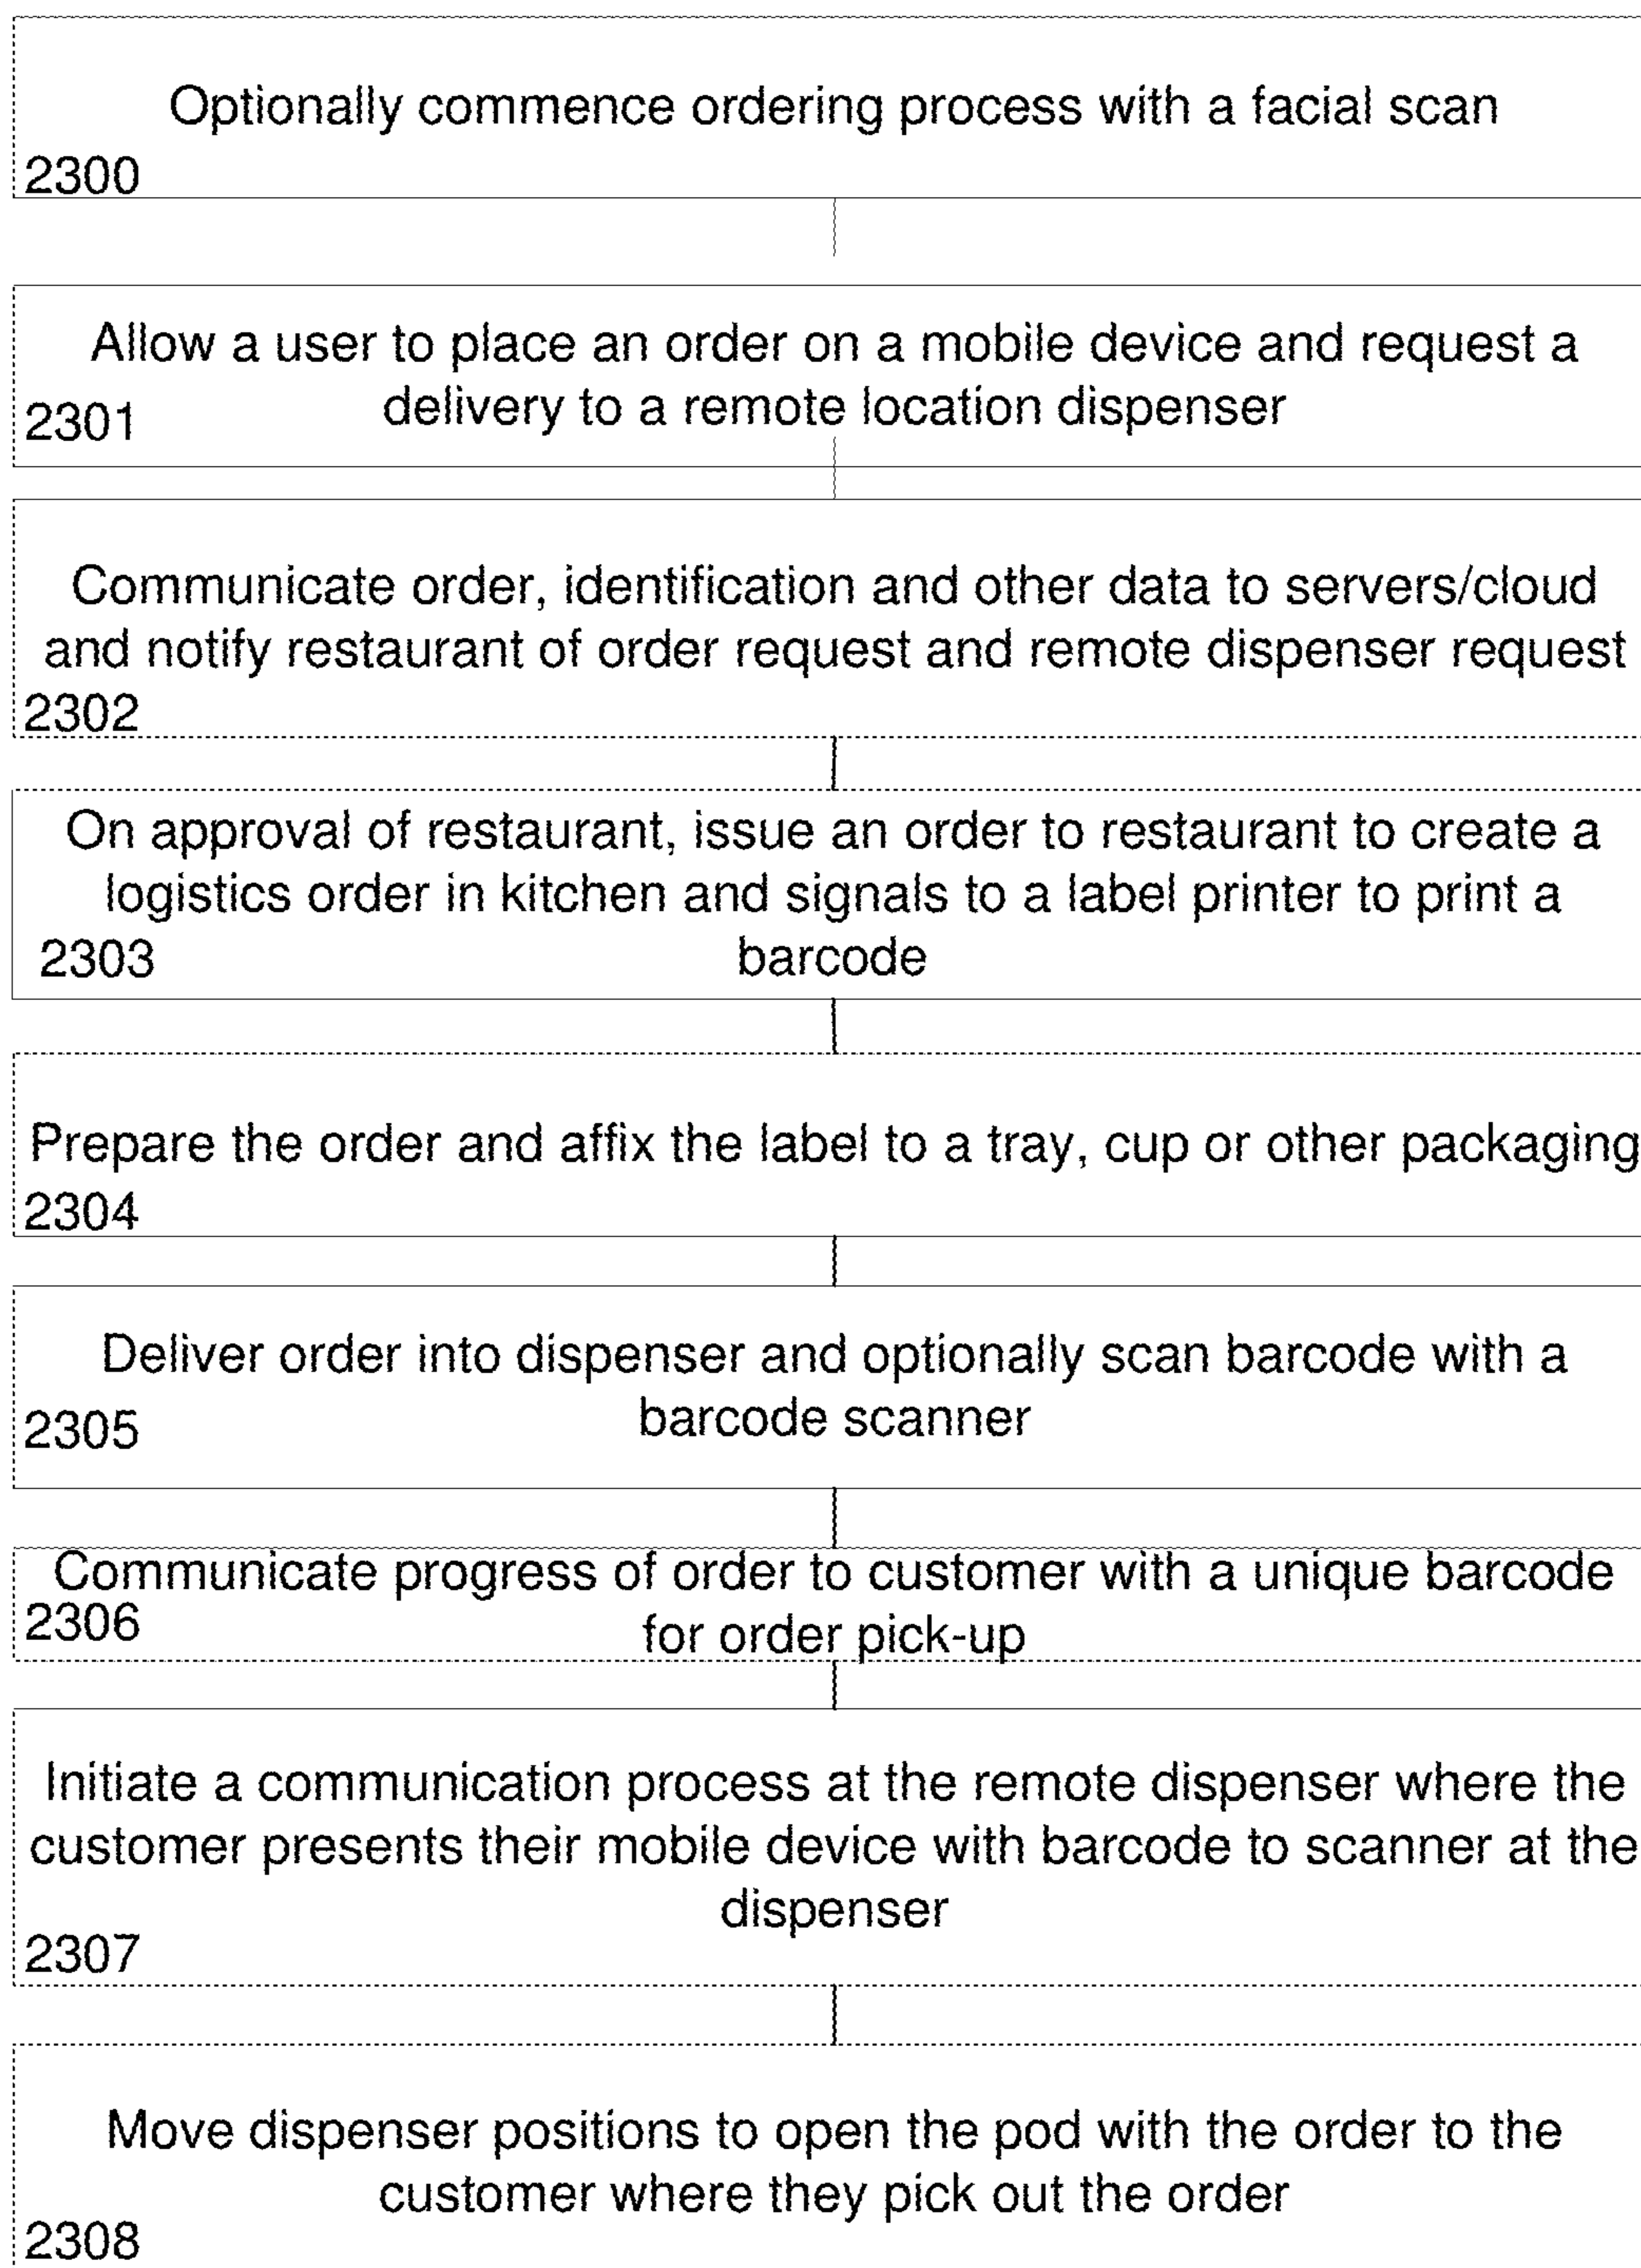 Optionally commence ordering process with a facial scan
2300
Allow a user to place an order on a mobile device and request a
delivery to a remote location dispenser
2301
Communicate order, identification and other data to servers/cloud
and notify restaurant of order request and remote dispenser request
2302
On approval of restaurant, issue an order to restaurant to create a
logistics order in kitchen and signals to a label printer to print a
barcode
2303
Prepare the order and affix the label to a tray, cup or other packaging
2304
Deliver order into dispenser and optionally scan barcode with a
barcode scanner
2305
Communicate progress of order to customer with a unique barcode
for order pick-up
2306
Initiate a communication process at the remote dispenser where the
customer presents their mobile device with barcode to scanner at the
dispenser
2307
Move dispenser positions to open the pod with the order to the
customer where they pick out the order
2308